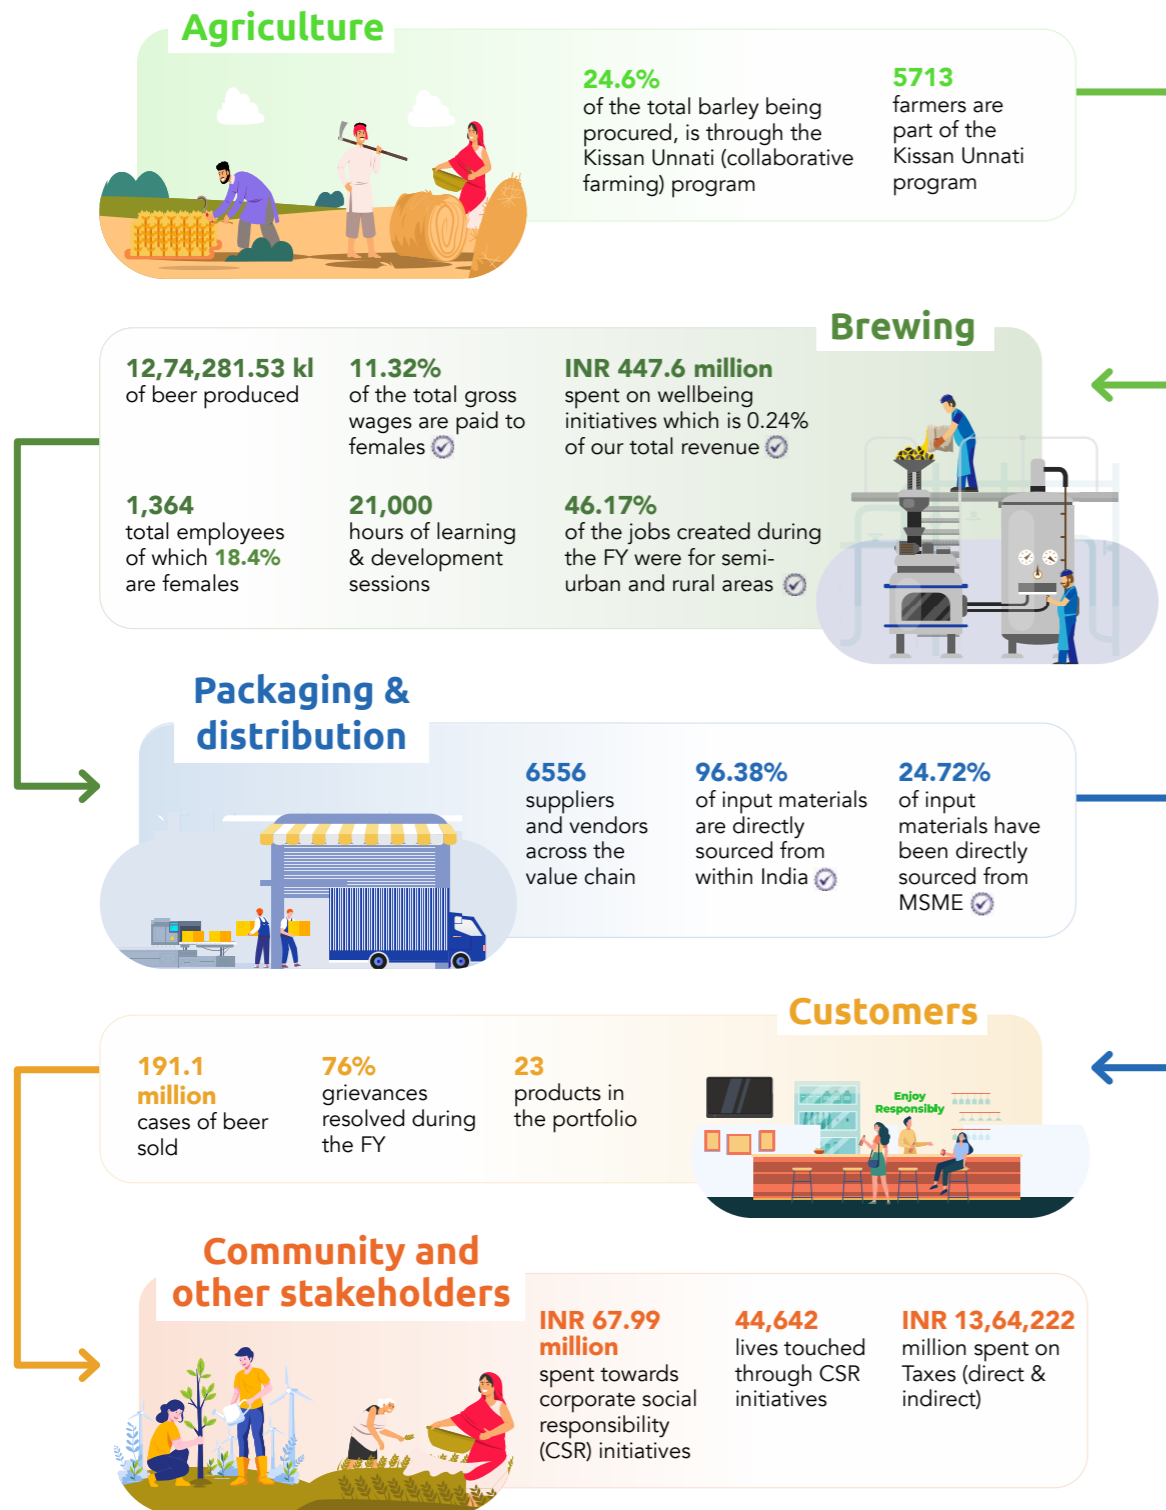 Agriculture
24.6%
of the total barley being
procured, is through the
Kissan Unnati (collaborative
farming) program
5713
farmers are
part of the
Kissan Unnati
program
Brewing
12,74,281.53 kl
of beer produced
11.32%
of the total gross
wages are paid to
females
INR 447.6 million
spent on wellbeing
initiatives which is 0.24%
of our total revenue
1,364
total employees
of which 18.4%
are females
21,000
hours of learning
& development
sessions
46.17%
of the jobs created during
the FY were for semi-
urban and rural areas
Packaging &
distribution
6556
suppliers
and vendors
across the
value chain
96.38%
of input materials
are directly
sourced from
within India
24.72%
of input
materials have
been directly
sourced from
MSME
Customers
191.1
million
cases of beer
sold
76%
grievances
resolved during
the FY
23
products in
the portfolio
Enjoy
Responsibly
Community and
other stakeholders
INR 67.99
million
spent towards
corporate social
responsibility
(CSR) initiatives
44,642
lives touched
through CSR
initiatives
INR 13,64,222
million spent on
Taxes (direct &
indirect)